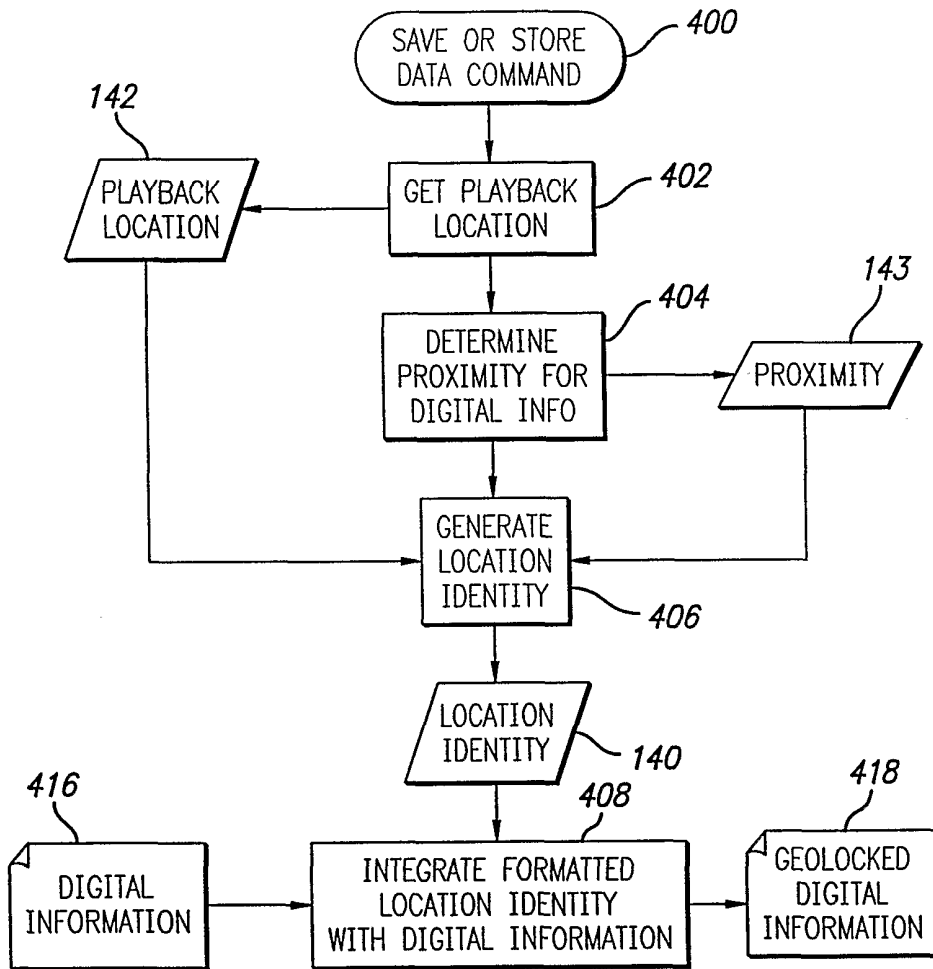 SAVE OR STORE
DATA COMMAND
400
142
PLAYBACK
LOCATION
GET PLAYBACK
LOCATION
402
404
143
DETERMINE
PROXIMITY FOR
DIGITAL INFO
PROXIMITY
GENERATE
LOCATION
IDENTITY
406
LOCATION
IDENTITY
140
416
408
418
DIGITAL
INFORMATION
INTEGRATE FORMATTED
LOCATION IDENTITY
WITH DIGITAL INFORMATION
GEOLOCKED
DIGITAL
INFORMATION